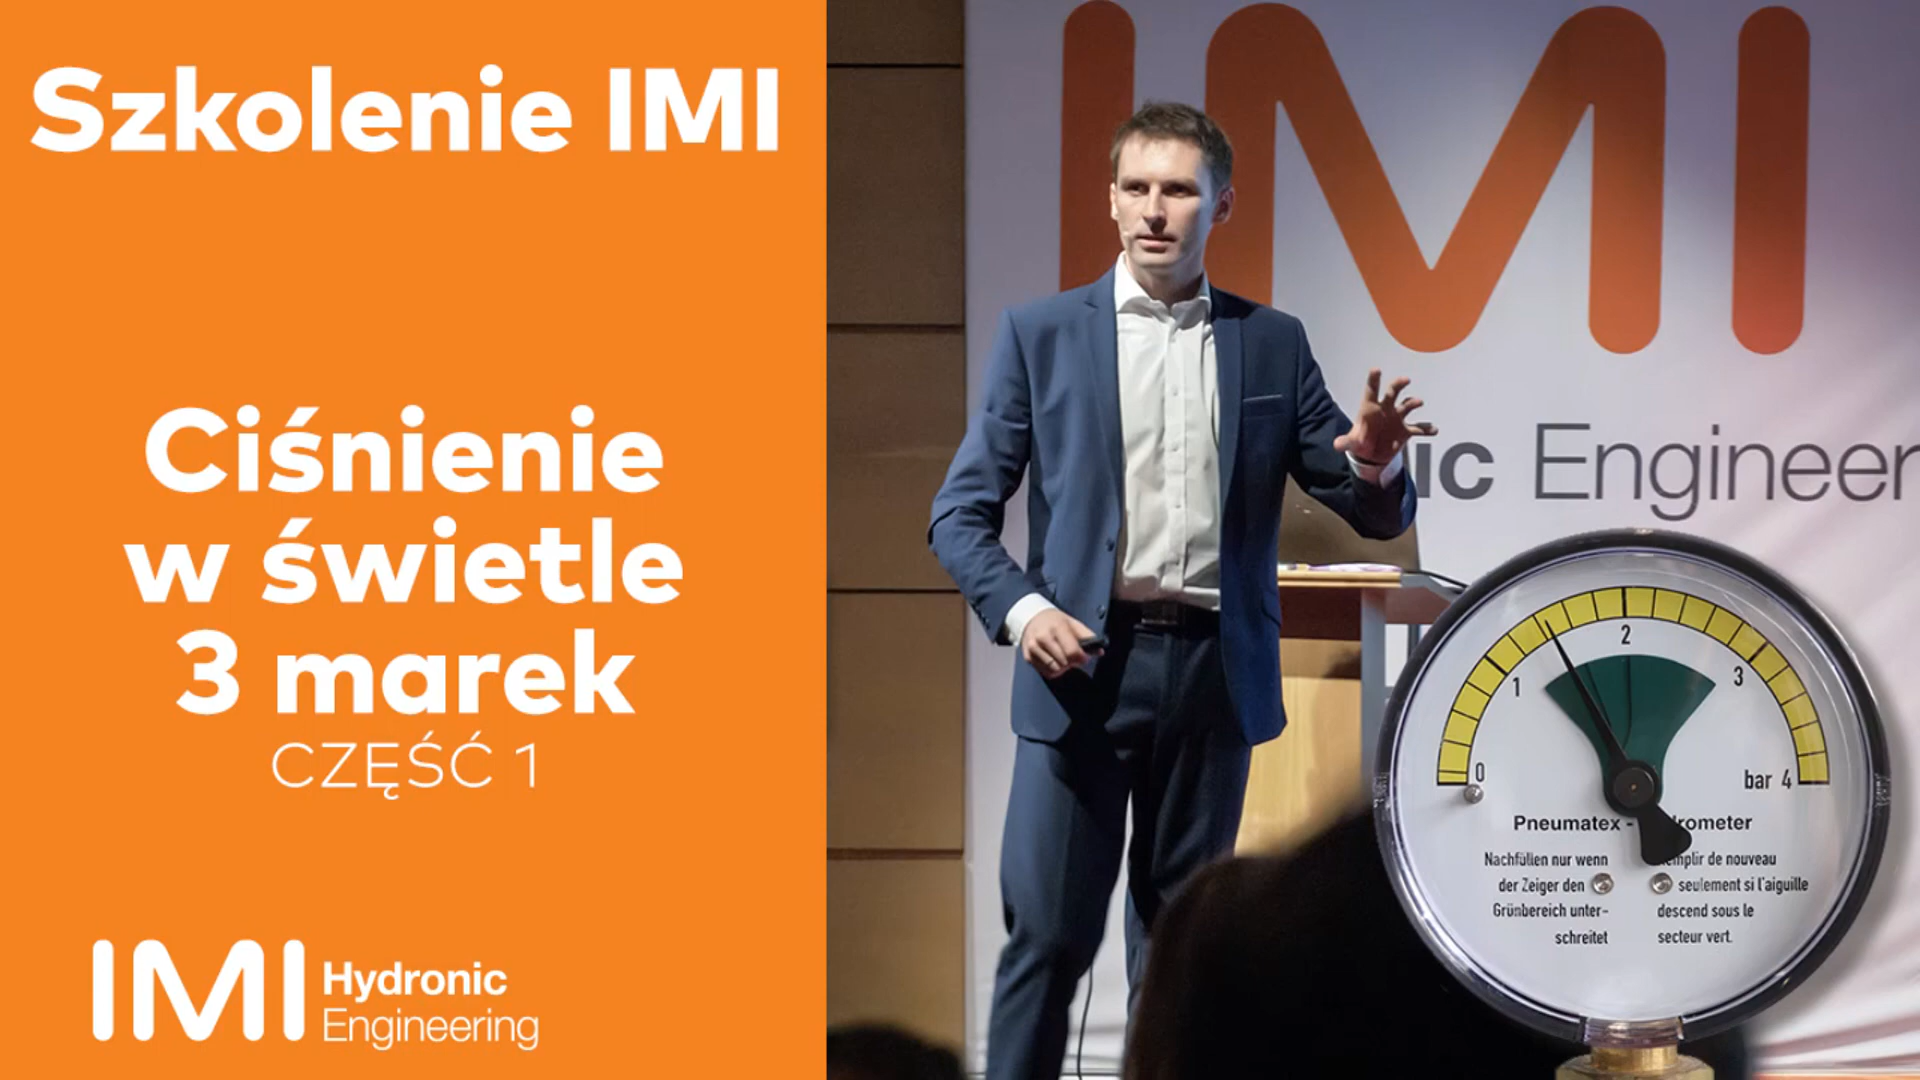 Szkolenie IMI
Ciśnienie
w świetle
3 marek
CZĘŚĆ 1
IMI Hydronic
Engineering
IMI
ic Engineer
0
1
2
3
bar 4
Pneumatex -
Nachfüllen nur wenn
der Zeiger den
Grünbereich unter-
schreitet
de nouveau
seulement si l'aiguille
descend sous le
secteur vert.